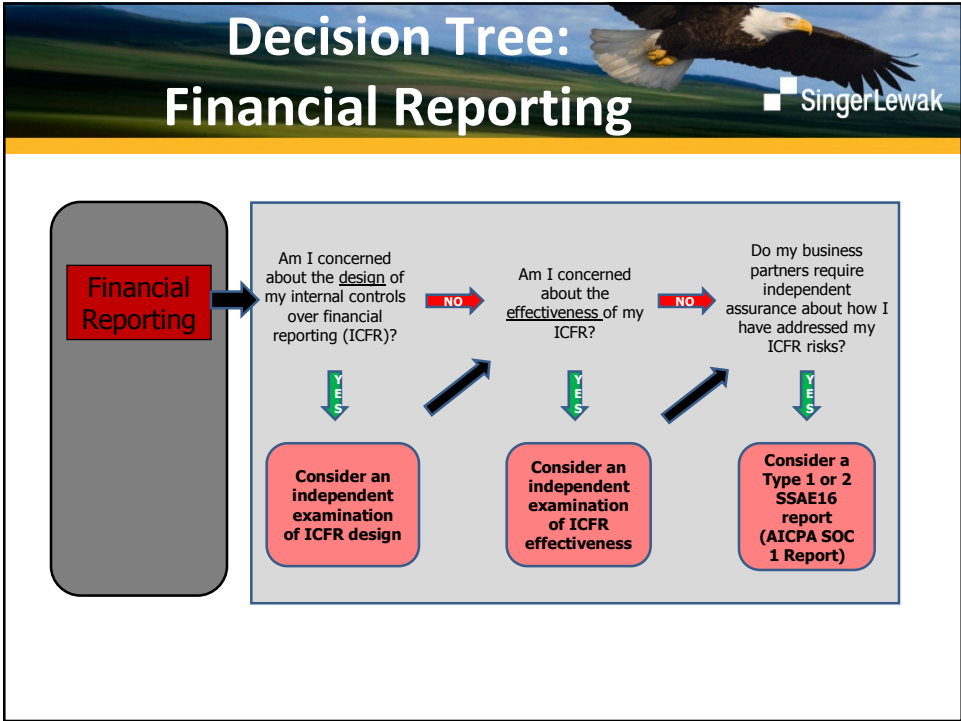 Decision Tree:
Financial Reporting
SingerLewak
Financial
Reporting
Am I concerned
about the design of
my internal controls
over financial
reporting (ICFR)?
NO
Am I concerned
about the
effectiveness of my
ICFR?
NO
Do my business
partners require
independent
assurance about how I
have addressed my
ICFR risks?
YES
YES
YES
Consider an
independent
examination
of ICFR design
Consider an
independent
examination
of ICFR
effectiveness
Consider a
Type 1 or 2
SSAE16
report
(AICPA SOC
1 Report)